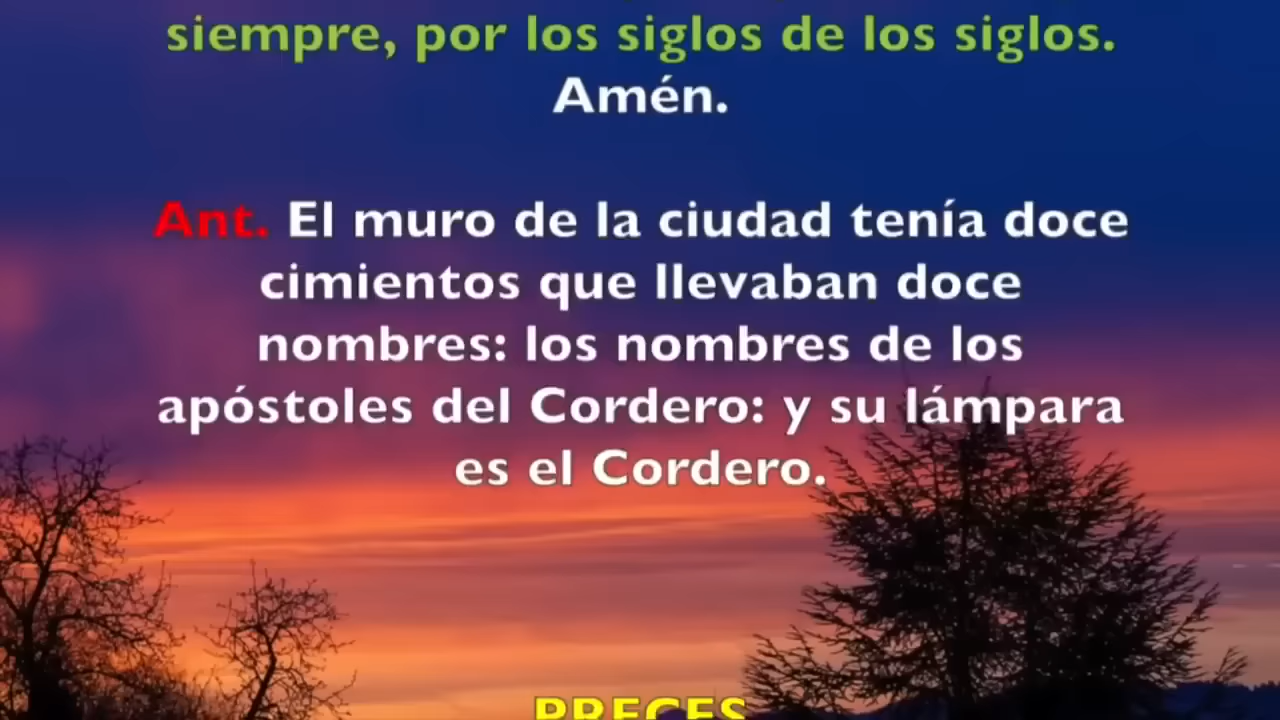 siempre, por los siglos de los siglos.
Amén.
Ant. El muro de la ciudad tenía doce
cimientos que llevaban doce
nombres: los nombres de los
apóstoles del Cordero: y su lámpara
es el Cordero.
PRECES